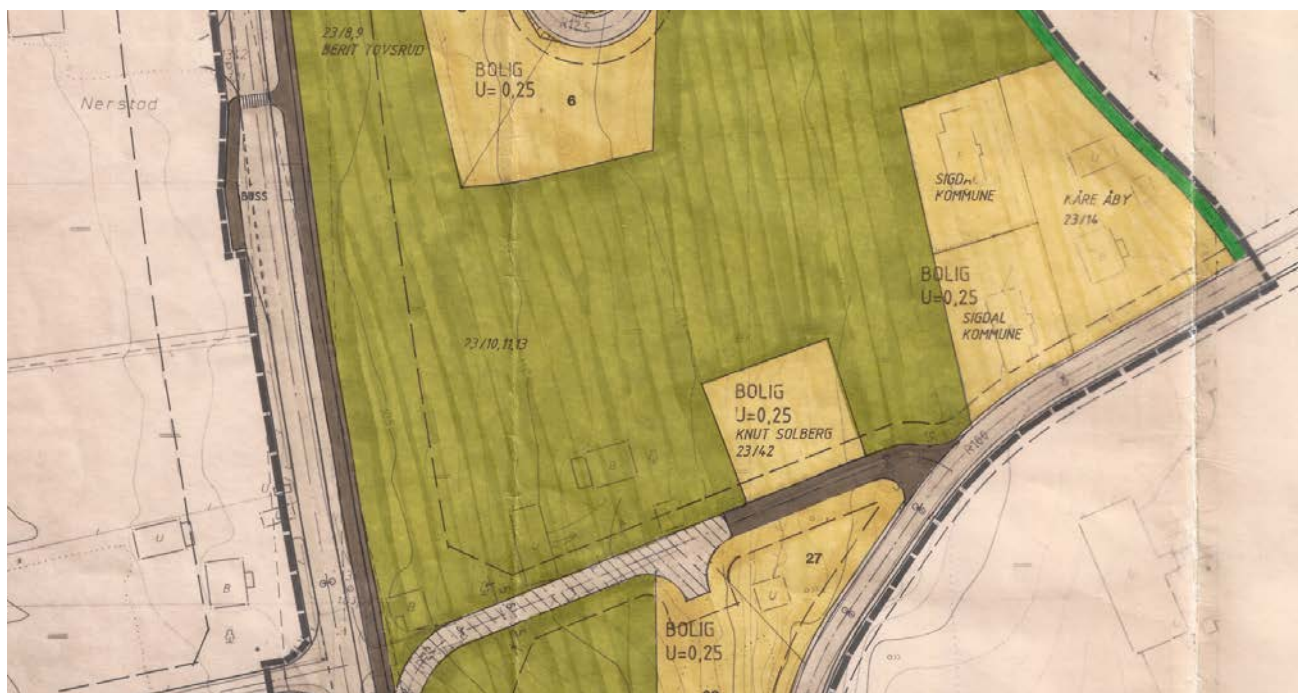 23/8,9
BERIT TOVSRUD
R12,5
Nerstad
BOLIG
U= 0,25
6
BUSS
SIGDAL
KOMMUNE
KÅRE ÅBY
23/14
BOLIG
U=0,25
SIGDAL
KOMMUNE
23/10,11,13
BOLIG
U=0,25
KNUT SOLBERG
23/42
R166
B
U
B
B
27
U
BOLIG
U=0,25